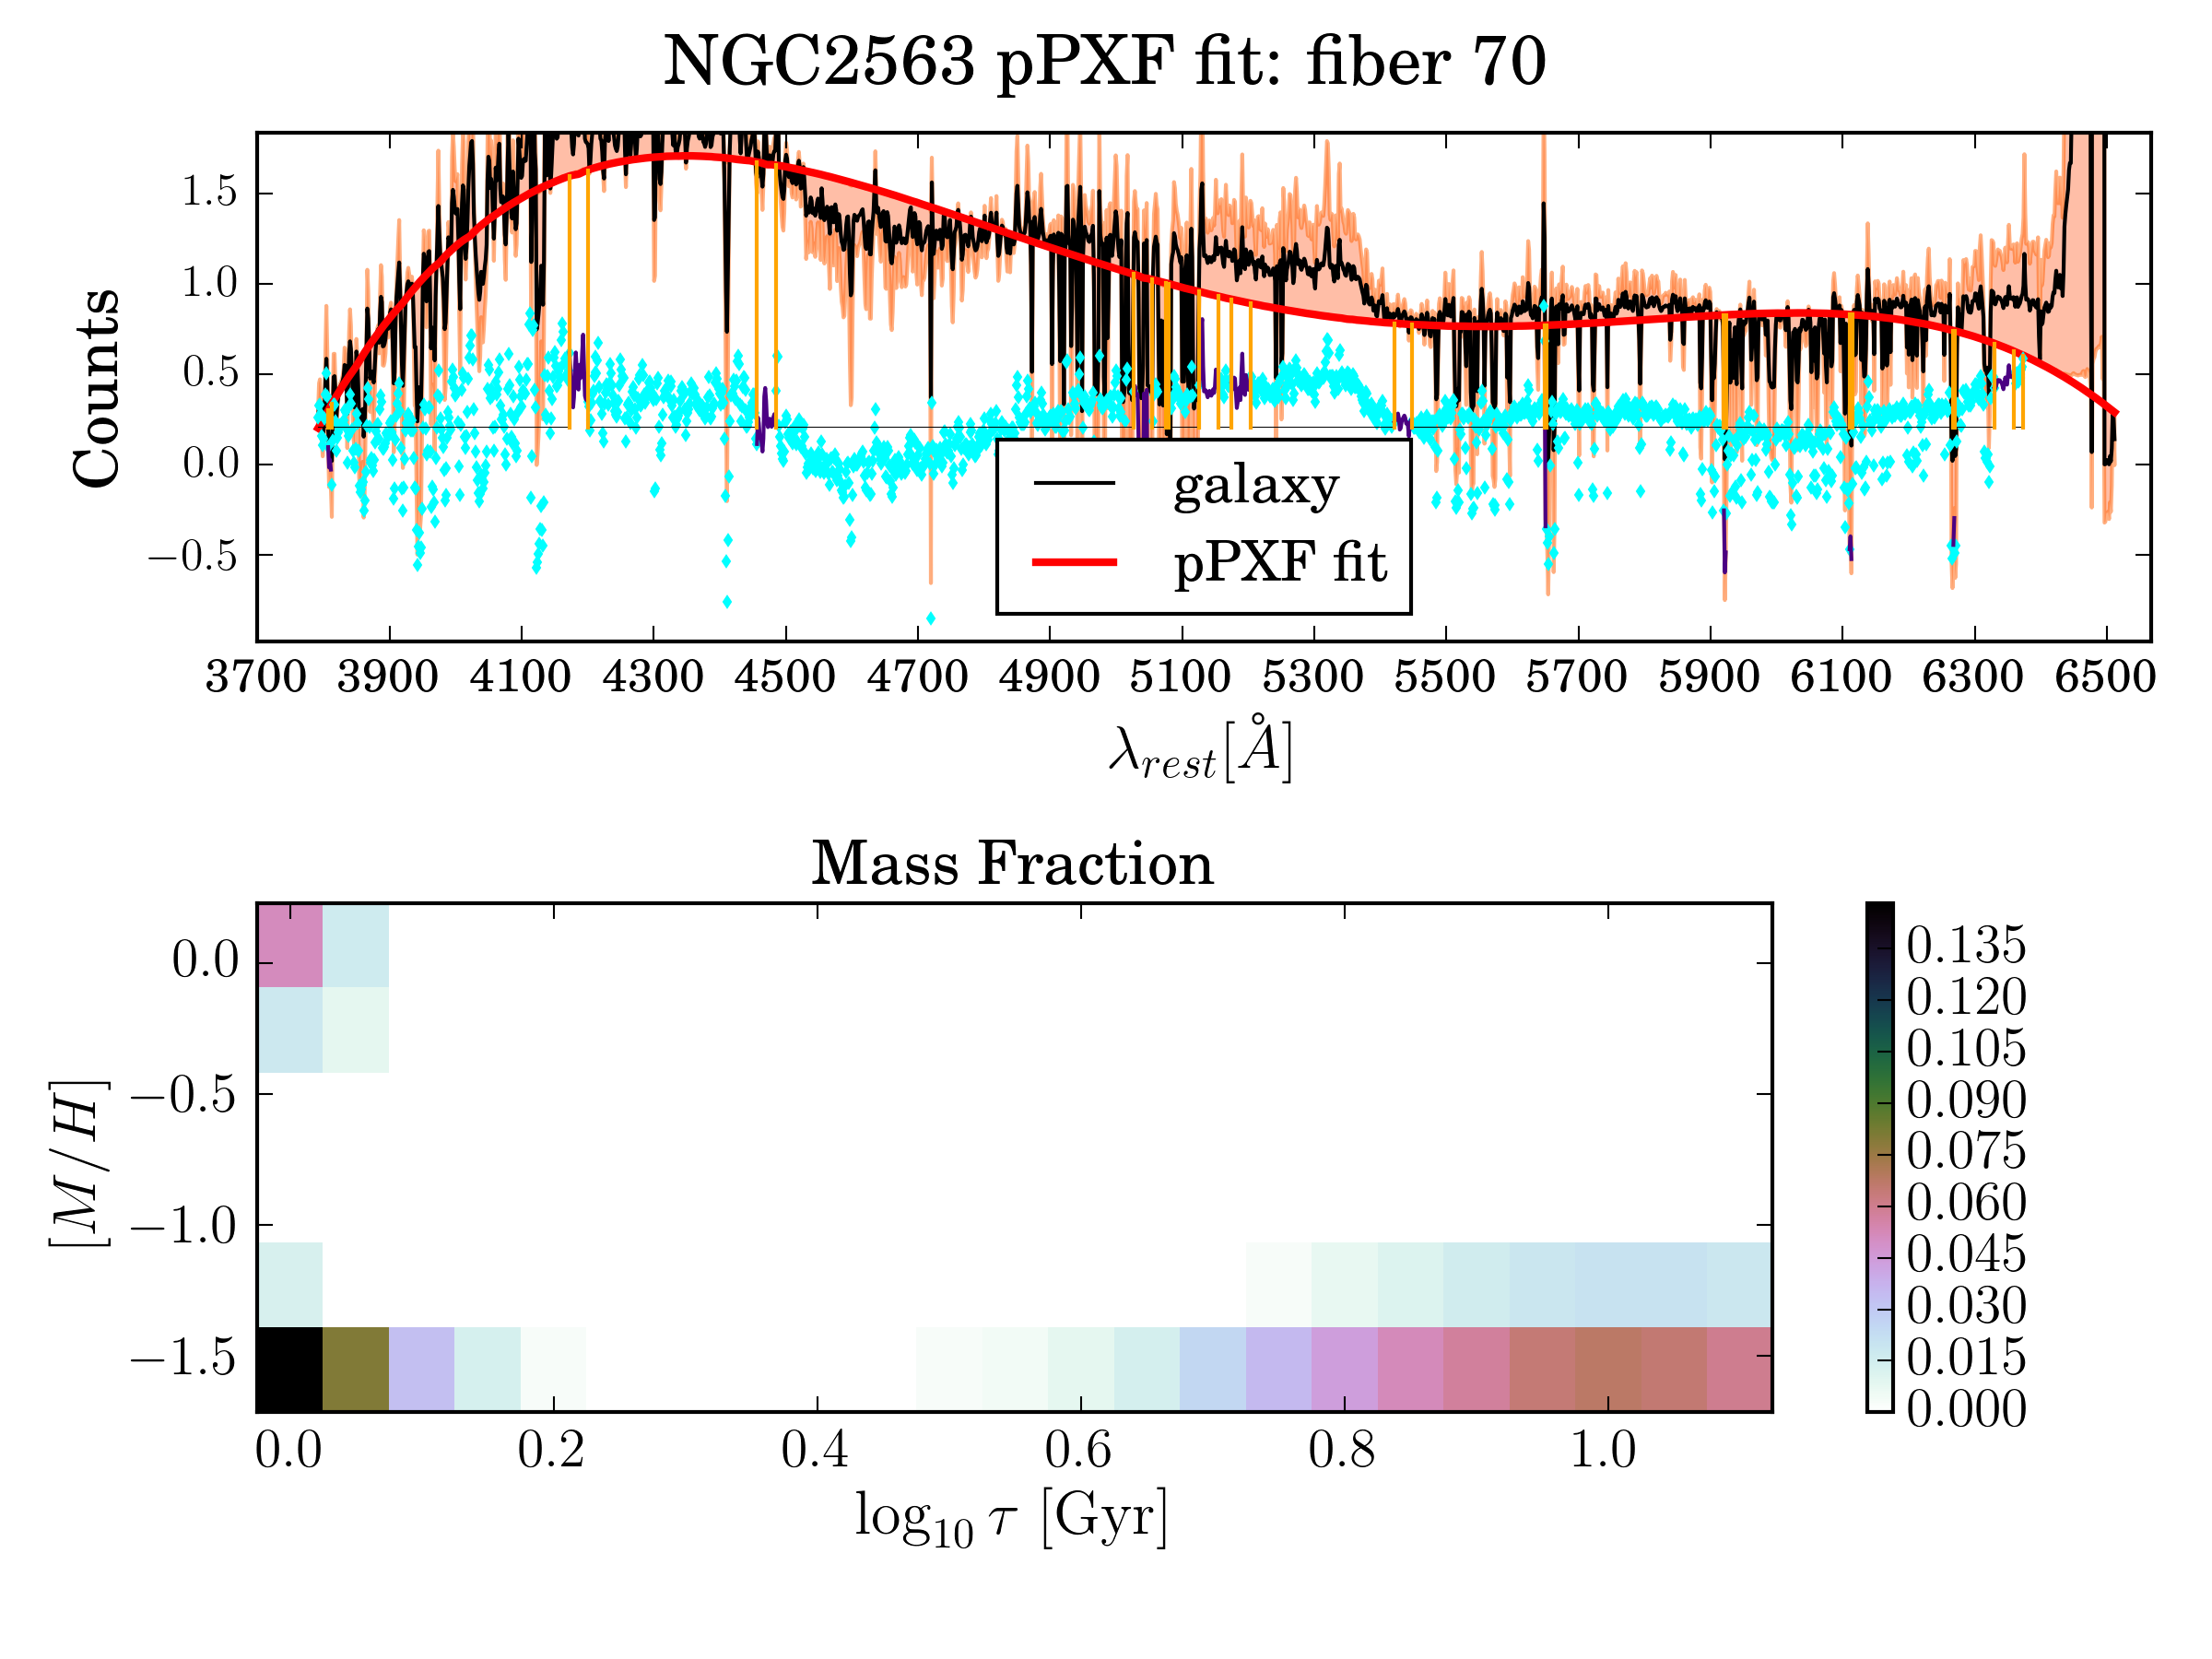 NGC2563 pPXF fit: fiber 70
Counts
1.5
1.0
0.5
0.0
−0.5
galaxy
pPXF fit
3700 3900 4100 4300 4500 4700 4900 5100 5300 5500 5700 5900 6100 6300 6500
λrest[Å]
Mass Fraction
[M/H]
0.0
−0.5
−1.0
−1.5
0.0 0.2 0.4 0.6 0.8 1.0
log10 τ [Gyr]
0.135
0.120
0.105
0.090
0.075
0.060
0.045
0.030
0.015
0.000